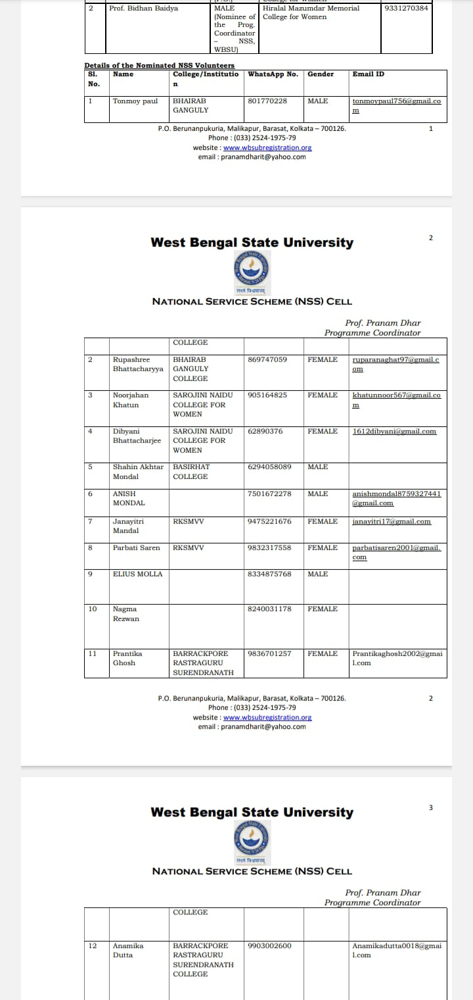 2 Prof. Bidhan Baidya MALE Hiralal Mazumdar Memorial 9331270384
(Nominee of College for Women
the Prog.
Coordinator
– NSS,
WBSU)
Details of the Nominated NSS Volunteers
Sl. Name College/Institutio WhatsApp No. Gender Email ID
No. n
1 Tonmoy paul BHAIRAB 801770228 MALE tonmoypaul756@gmail.co
GANGULY m
P.O. Berunanpukuria, Malikapur, Barasat, Kolkata – 700126. 1
Phone : (033) 2524-1975-79
website : www.wbsubregistration.org
email : pranamdharit@yahoo.com
2
West Bengal State University
NATIONAL SERVICE SCHEME (NSS) CELL
Prof. Pranam Dhar
Programme Coordinator
COLLEGE
2 Rupashree BHAIRAB 869747059 FEMALE ruparanaghat97@gmail.c
Bhattacharyya GANGULY om
COLLEGE
3 Noorjahan SAROJINI NAIDU 905164825 FEMALE khatunnoor567@gmail.co
Khatun COLLEGE FOR m
WOMEN
4 Dibyani SAROJINI NAIDU 62890376 FEMALE 1612dibyani@gmail.com
Bhattacharjee COLLEGE FOR
WOMEN
5 Shahin Akhtar BASIRHAT 6294058089 MALE
Mondal COLLEGE
6 ANISH 7501672278 MALE anishmondal8759327441
MONDAL @gmail.com
7 Janayitri RKSMVV 9475221676 FEMALE janayitri17@gmail.com
Mandal
8 Parbati Saren RKSMVV 9832317558 FEMALE parbatisaren2001@gmail.
com
9 ELIUS MOLLA 8334875768 MALE
10 Nagma 8240031178 FEMALE
Rezwan
11 Prantika BARRACKPORE 9836701257 FEMALE Prantikaghosh2002@gmai
Ghosh RASTRAGURU l.com
SURENDRANATH
P.O. Berunanpukuria, Malikapur, Barasat, Kolkata – 700126. 2
Phone : (033) 2524-1975-79
website : www.wbsubregistration.org
email : pranamdharit@yahoo.com
3
West Bengal State University
NATIONAL SERVICE SCHEME (NSS) CELL
Prof. Pranam Dhar
Programme Coordinator
COLLEGE
12 Anamika BARRACKPORE 9903002600 Anamikadutta0018@gmai
Dutta RASTRAGURU l.com
SURENDRANATH
COLLEGE